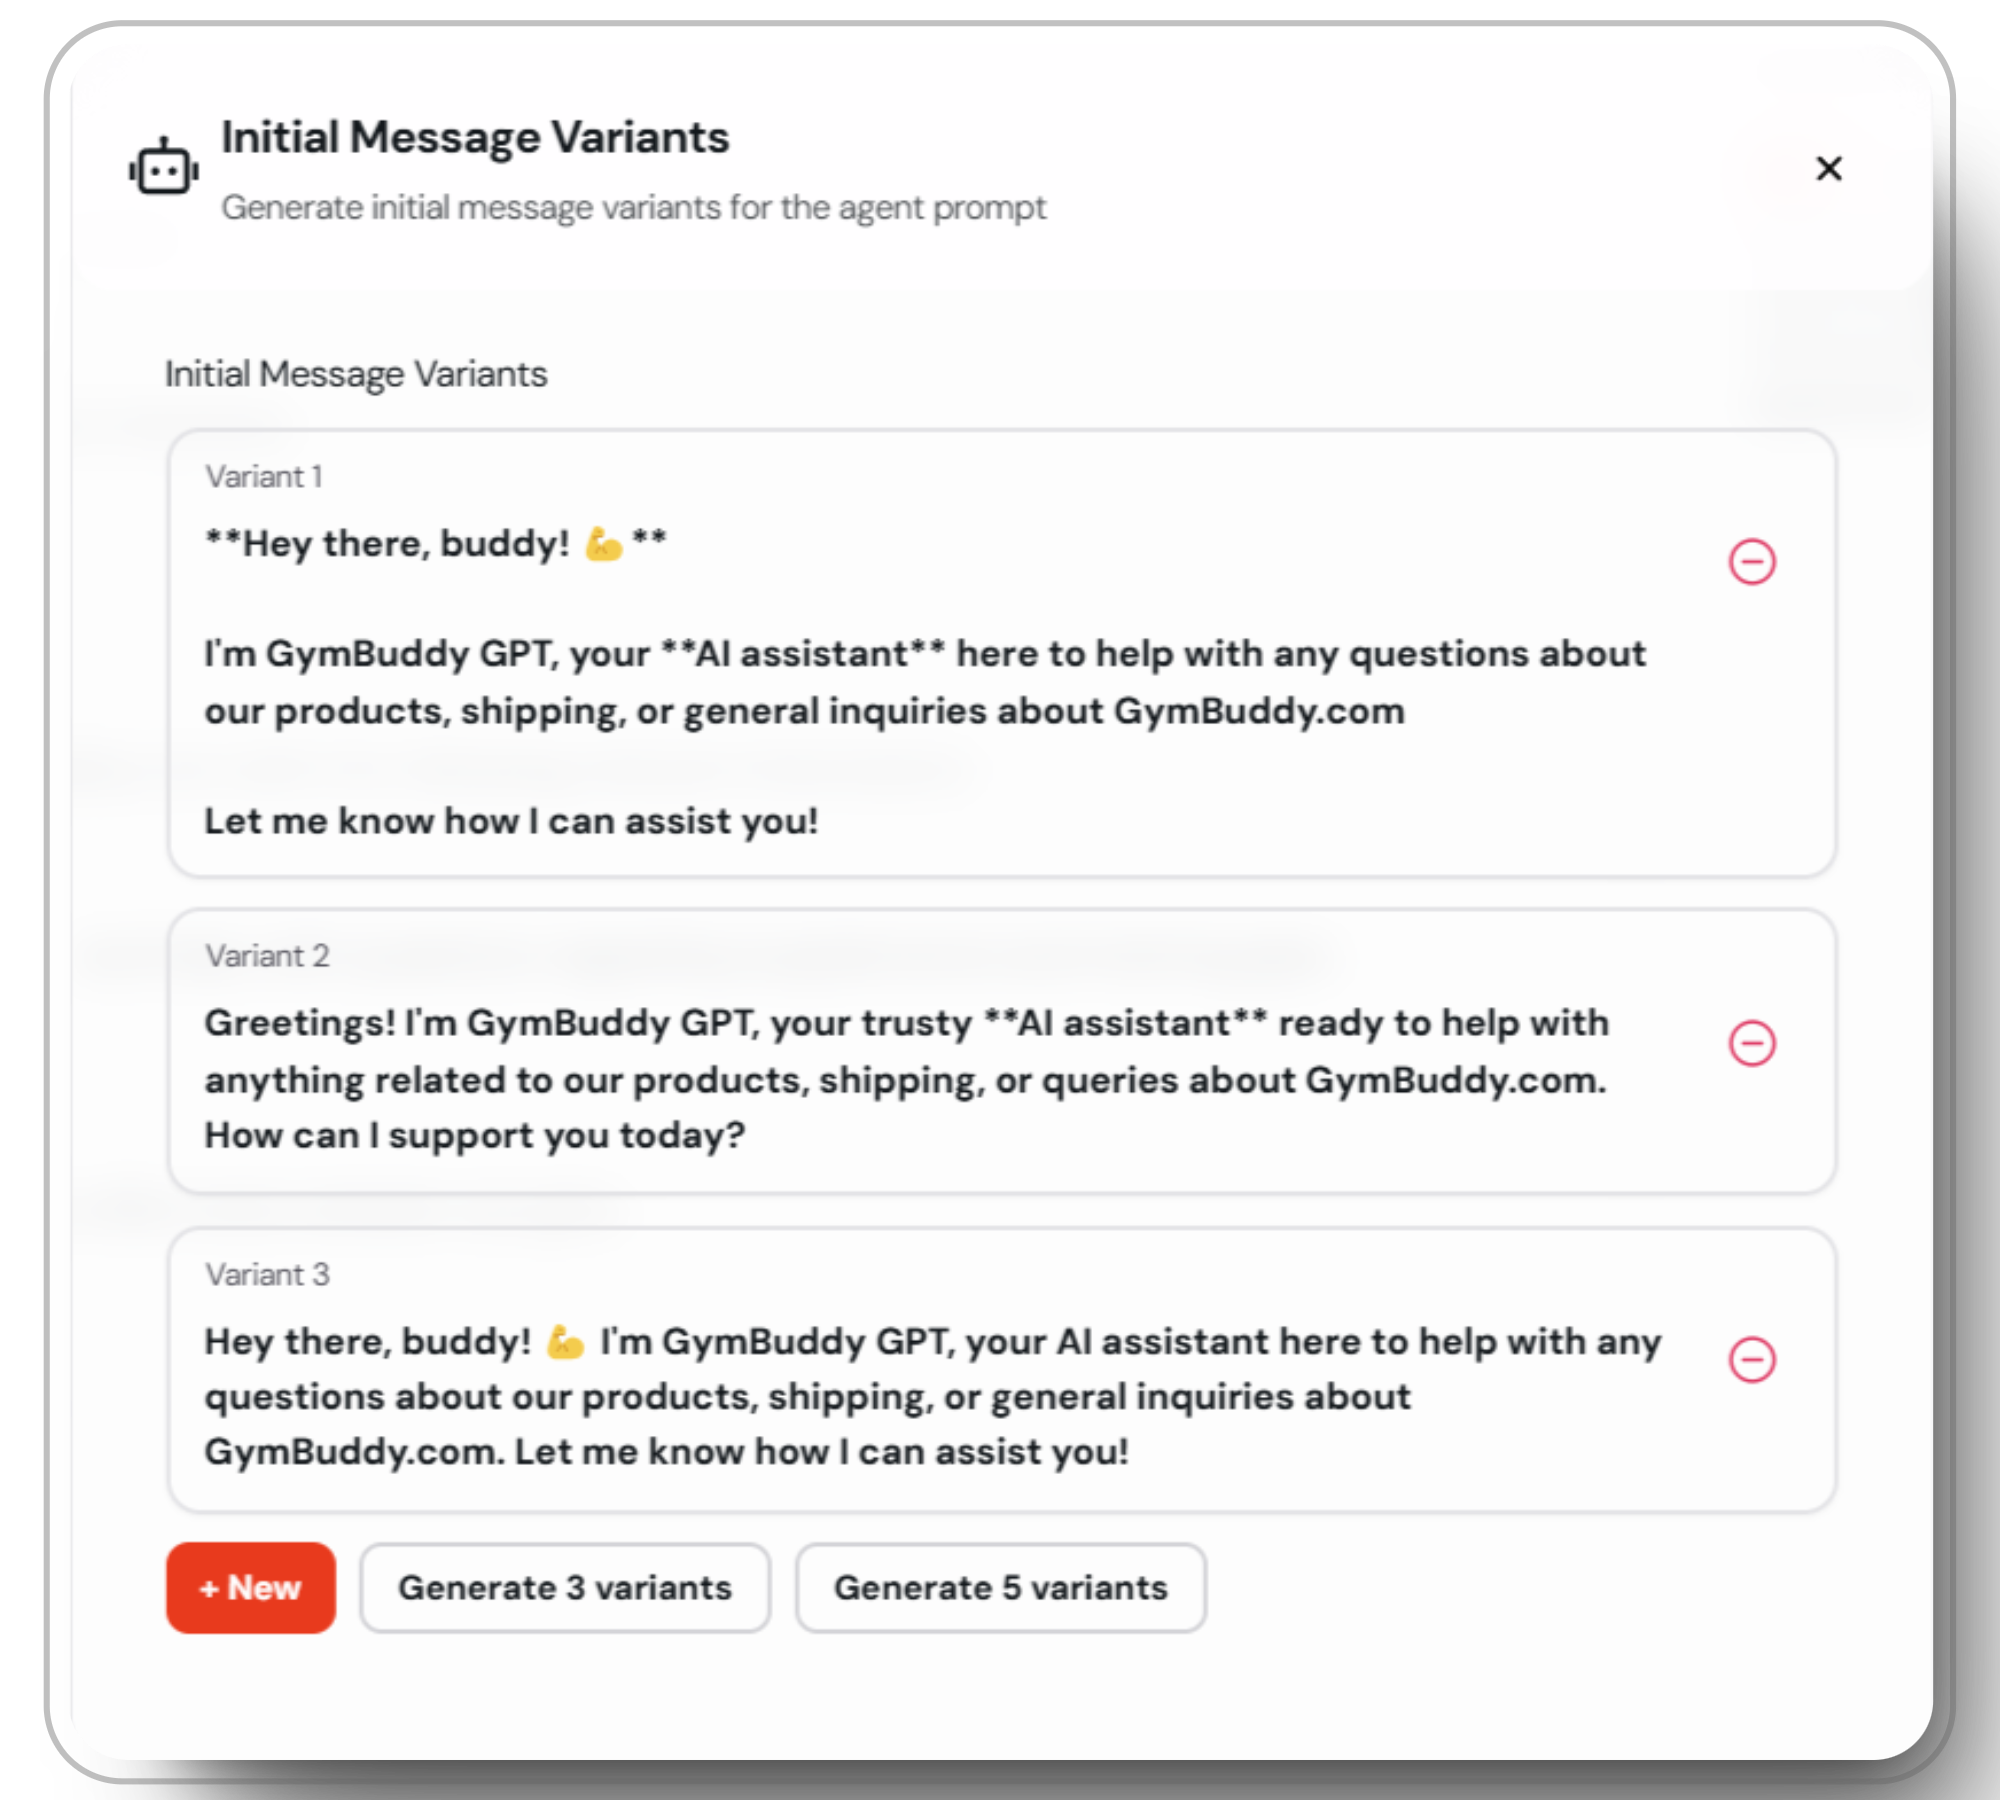 Initial Message Variants
Generate initial message variants for the agent prompt
Initial Message Variants
Variant 1
**Hey there, buddy! 💪**
I'm GymBuddy GPT, your **AI assistant** here to help with any questions about
our products, shipping, or general inquiries about GymBuddy.com
Let me know how I can assist you!
Variant 2
Greetings! I'm GymBuddy GPT, your trusty **AI assistant** ready to help with
anything related to our products, shipping, or queries about GymBuddy.com.
How can I support you today?
Variant 3
Hey there, buddy! 💪 I'm GymBuddy GPT, your AI assistant here to help with any
questions about our products, shipping, or general inquiries about
GymBuddy.com. Let me know how I can assist you!
+ New
Generate 3 variants
Generate 5 variants